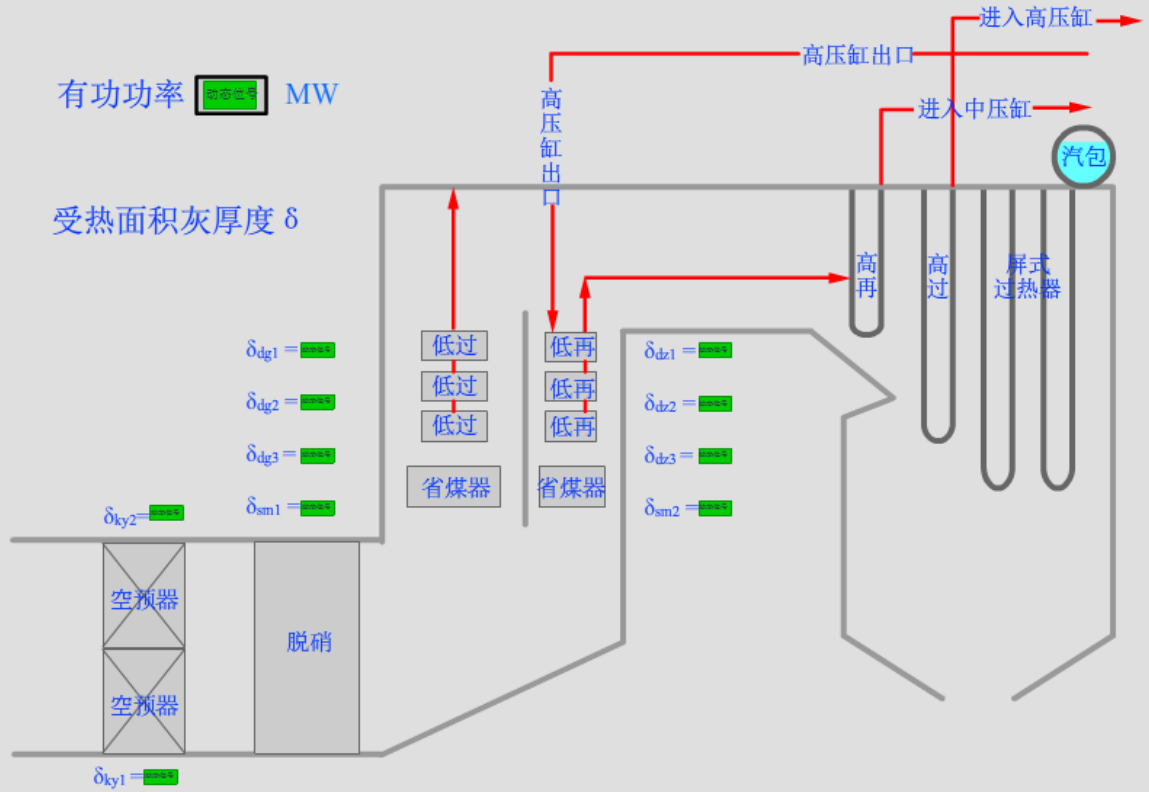 进入高压缸
高压缸出口
有功功率 动态信号 MW
高压缸出口
进入中压缸
汽包
受热面积灰厚度 δ
高再
高过
屏式
过热器
δdg1 =
低过
低再
δdz1 =
δdg2 =
低过
低再
δdz2 =
低过
低再
δdg3 =
δdz3 =
省煤器
省煤器
δsm1 =
δsm2 =
δky2=
空预器
脱硝
空预器
δky1 =